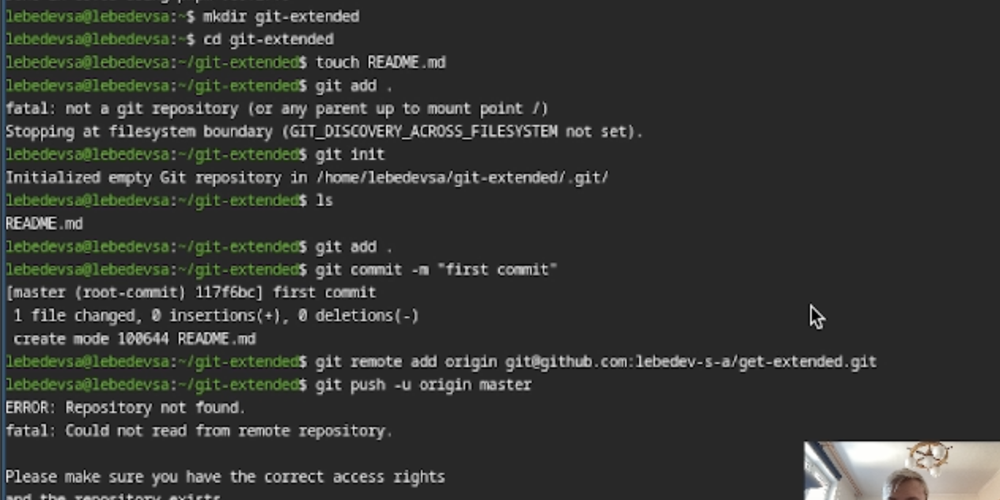 lebedevsa@lebedevsa:~$ mkdir git-extended
lebedevsa@lebedevsa:~$ cd git-extended
lebedevsa@lebedevsa:~/git-extended$ touch README.md
lebedevsa@lebedevsa:~/git-extended$ git add .
fatal: not a git repository (or any parent up to mount point /)
Stopping at filesystem boundary (GIT_DISCOVERY_ACROSS_FILESYSTEM not set).
lebedevsa@lebedevsa:~/git-extended$ git init
Initialized empty Git repository in /home/lebedevsa/git-extended/.git/
lebedevsa@lebedevsa:~/git-extended$ ls
README.md
lebedevsa@lebedevsa:~/git-extended$ git add .
lebedevsa@lebedevsa:~/git-extended$ git commit -m "first commit"
[master (root-commit) 117f6bc] first commit
1 file changed, 0 insertions(+), 0 deletions(-)
create mode 100644 README.md
lebedevsa@lebedevsa:~/git-extended$ git remote add origin git@github.com:lebedev-s-a/get-extended.git
lebedevsa@lebedevsa:~/git-extended$ git push -u origin master
ERROR: Repository not found.
fatal: Could not read from remote repository.
Please make sure you have the correct access rights
and the repository exists